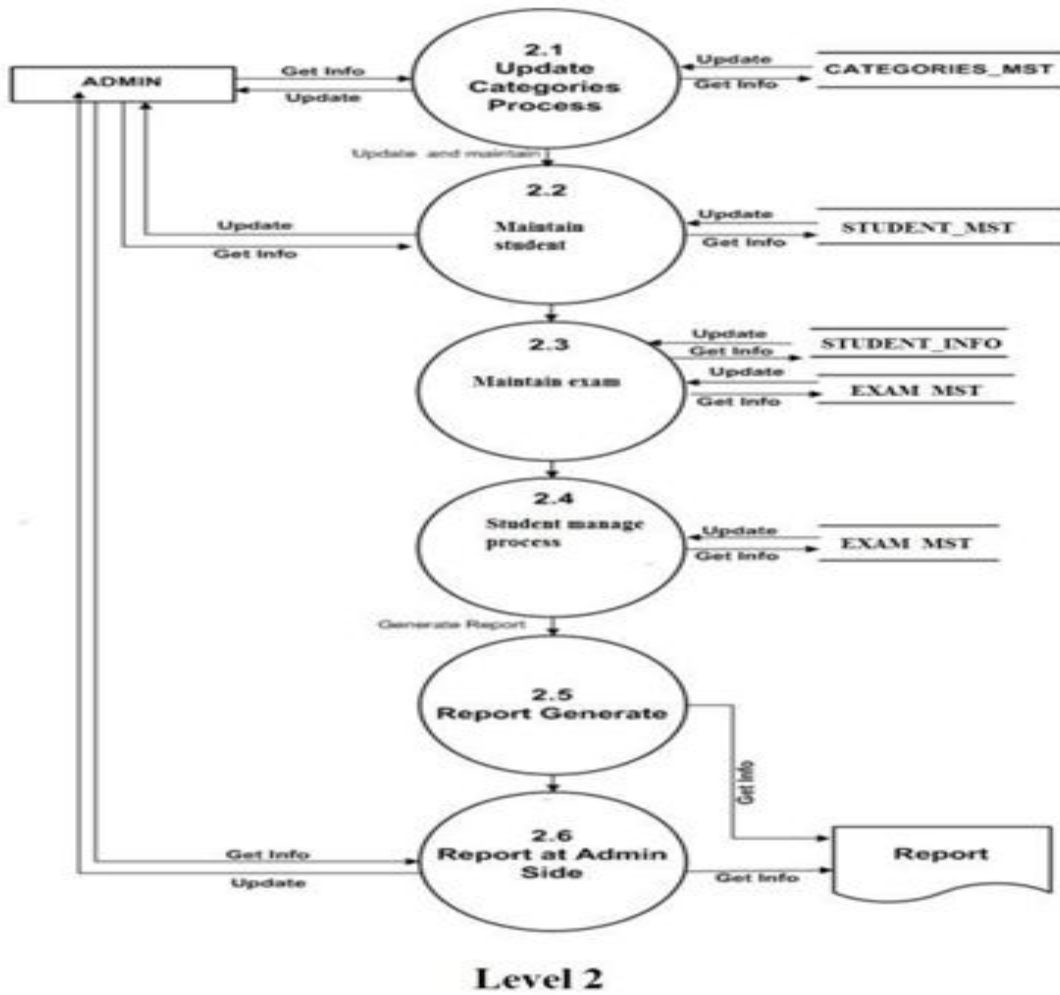 2.1
Update
Categories
Process
ADMIN
Get Info
Update
Update
Get Info
CATEGORIES_MST
Update and maintain
2.2
Maintain
student
Update
Get Info
Update
Get Info
STUDENT_MST
2.3
Maintain exam
Update
Get Info
STUDENT_INFO
Update
Get Info
EXAM MST
2.4
Student manage
process
Update
Get Info
EXAM MST
Generate Report
2.5
Report Generate
Get Info
2.6
Report at Admin
Side
Get Info
Update
Get Info
Report
Level 2